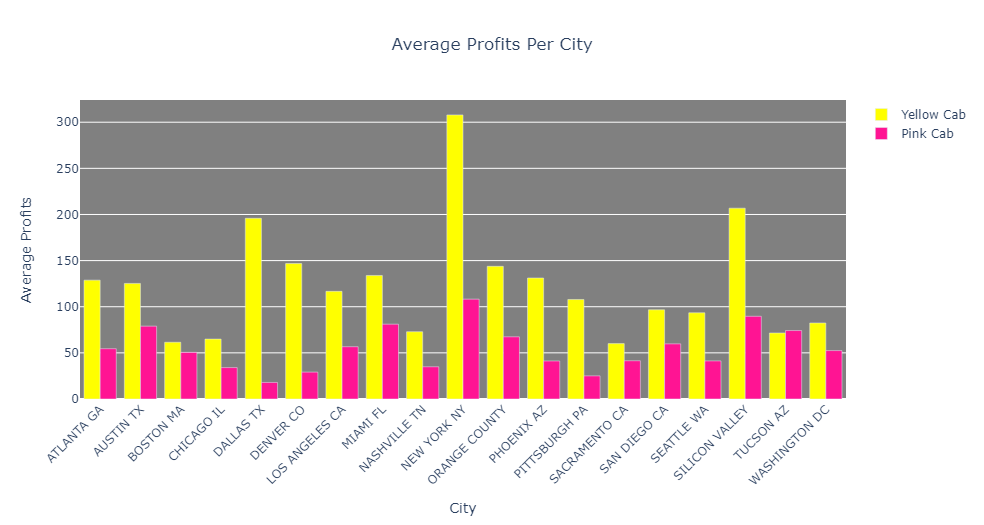 Average Profits Per City
Yellow Cab
Pink Cab
Average Profits
300
250
200
150
100
50
0
ATLANTA GA
AUSTIN TX
BOSTON MA
CHICAGO IL
DALLAS TX
DENVER CO
LOS ANGELES CA
MIAMI FL
NASHVILLE TN
NEW YORK NY
ORANGE COUNTY
PHOENIX AZ
PITTSBURGH PA
SACRAMENTO CA
SAN DIEGO CA
SEATTLE WA
SILICON VALLEY
TUCSON AZ
WASHINGTON DC
City